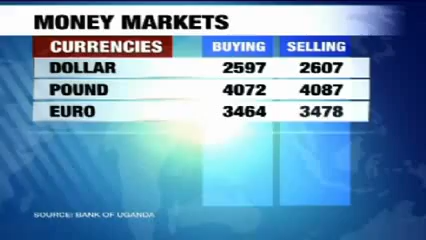 MONEY MARKETS
CURRENCIES BUYING SELLING
DOLLAR 2597 2607
POUND 4072 4087
EURO 3464 3478
SOURCE: BANK OF UGANDA